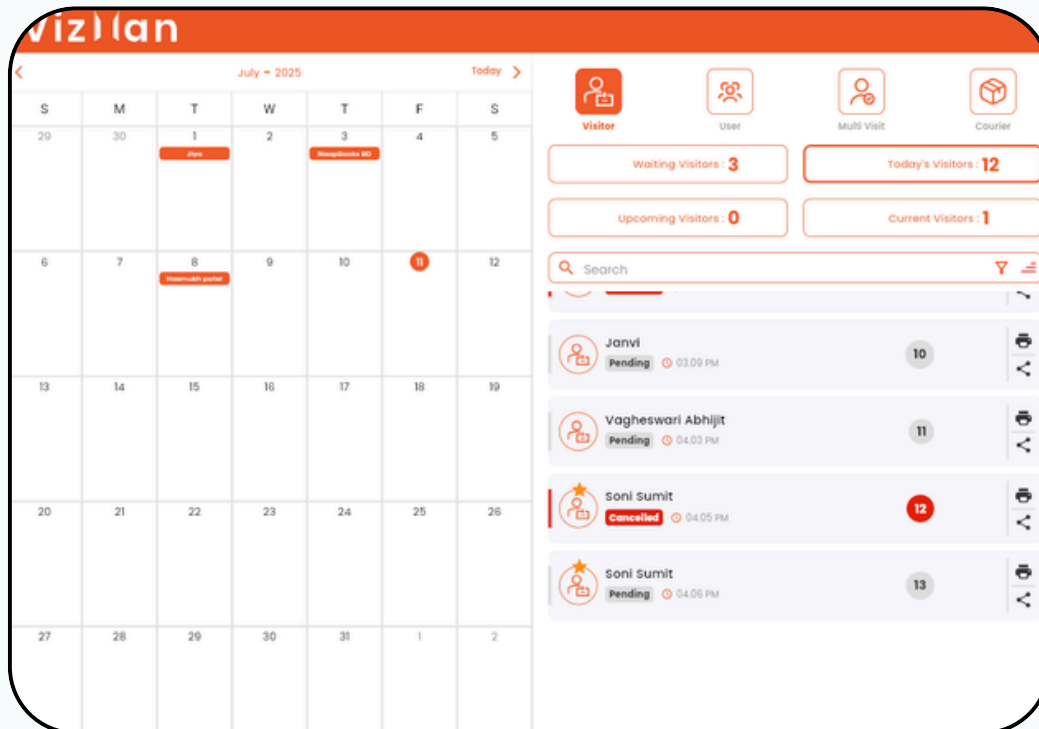 VizMan
July - 2025
Today
S M T W T F S
29 30 1 2 3 4 5
Jiya
6 7 8 9 10 11 12
13 14 15 16 17 18 19
20 21 22 23 24 25 26
27 28 29 30 31 1 2
Visitor User Multi Visit Courier
Waiting Visitors : 3 Today's Visitors : 12
Upcoming Visitors : 0 Current Visitors : 1
Search
Janvi
Pending 03.09 PM
10
Vagheswari Abhijit
Pending 04.03 PM
11
Soni Sumit
Cancelled 04.05 PM
12
Soni Sumit
Pending 04.06 PM
13